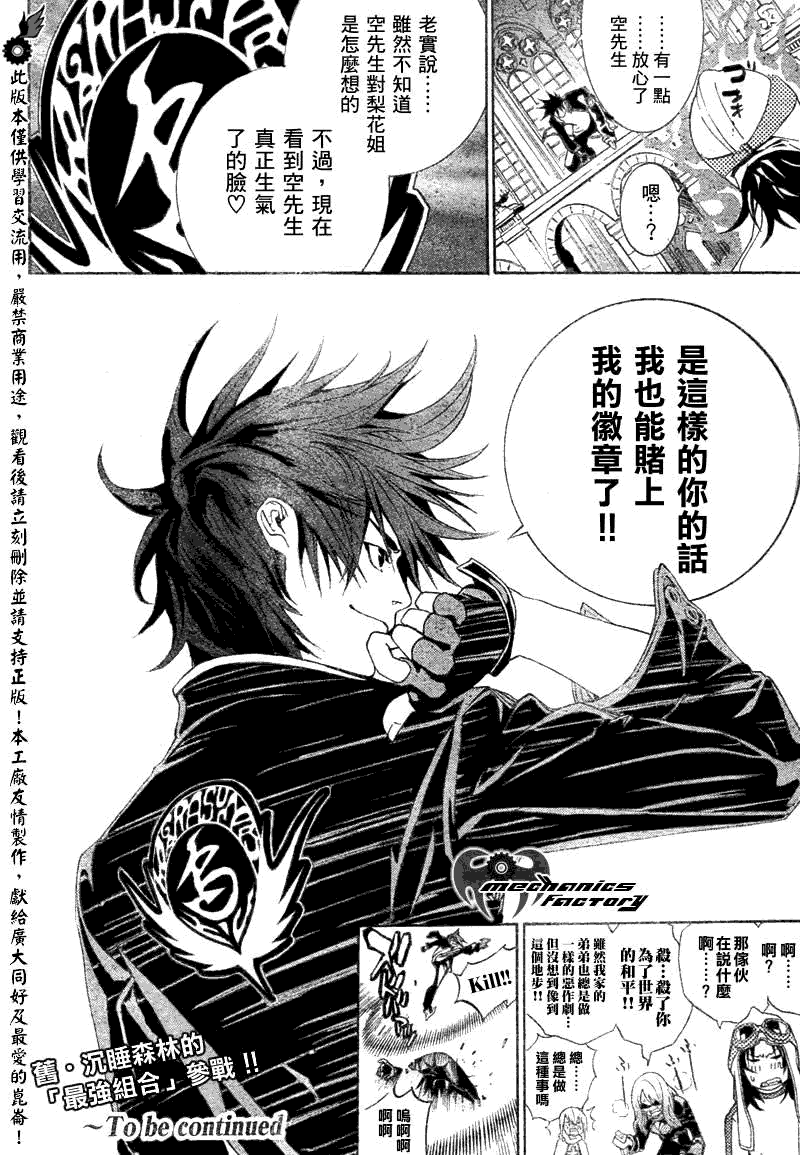 ……有一點
……放心了
空先生
嗯…？
老實說……
雖然不知道
空先生對梨花姐
是怎麼想的
不過，現在
看到空先生
真正生氣
了的臉♡
是這樣的你的話
我也能賭上
我的徽章了!!
mechanics
Factory
啊…
啊？
那傢伙
在說什麼
啊……？
殺…殺了你
為了世界
的和平!!
總…
總是做
這種事嗎
雖然我家的
弟弟也總是做
一樣的惡作劇…
但沒想到像到
這個地步!!
Kill!!
嗚啊啊
啊啊
舊・沉睡森林的
「最強組合」參戰!!
~To be continued
此版本僅供學習交流用，嚴禁商業用途，觀看後請立刻刪除並請支持正版！本工廠友情製作，獻給廣大同好及最愛的崑崙！